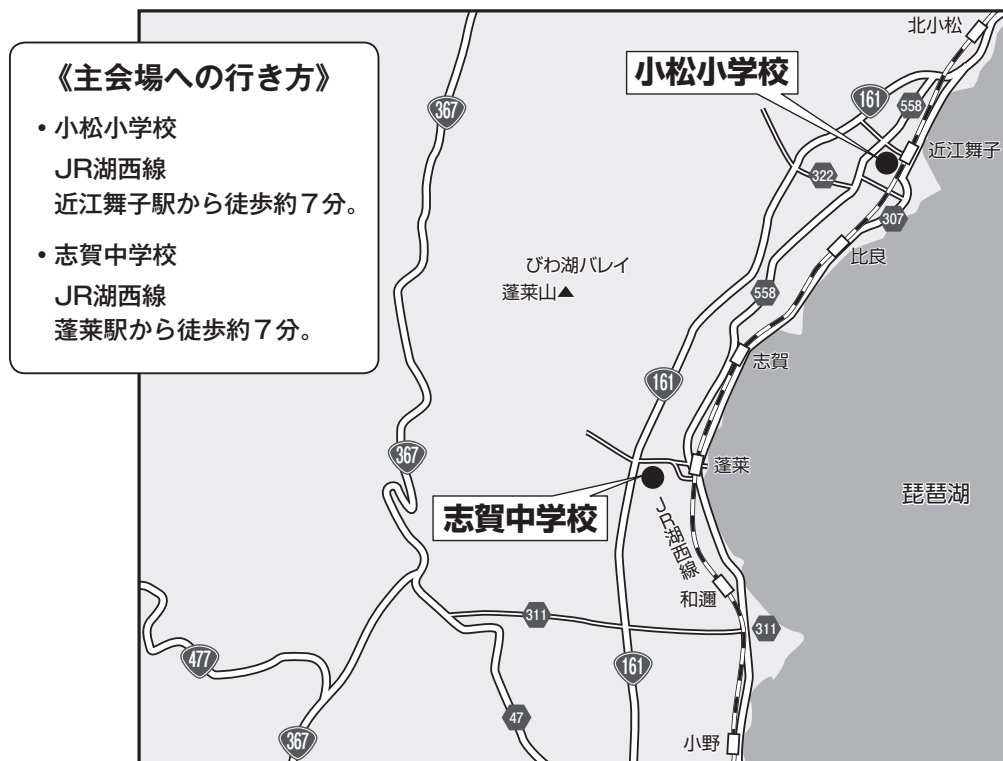 《主会場への行き方》
・小松小学校
JR湖西線
近江舞子駅から徒歩約7分。
・志賀中学校
JR湖西線
蓬莱駅から徒歩約7分。
北小松
小松小学校
367
161
558
近江舞子
322
307
比良
びわ湖バレイ
蓬莱山▲
558
志賀
161
367
蓬莱
琵琶湖
志賀中学校
JR湖西線
和邇
311
311
477
161
47
367
小野